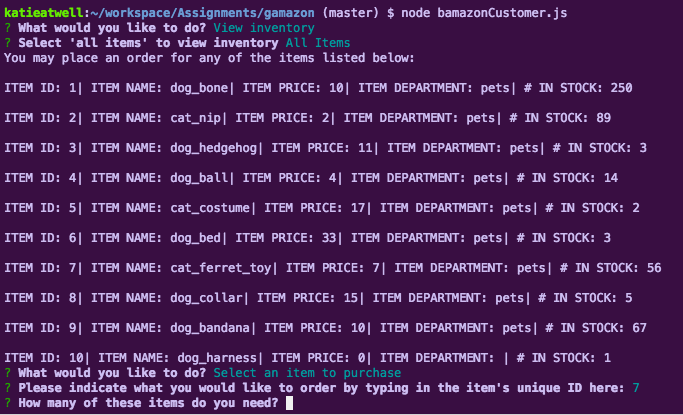 katieatwell:~/workspace/Assignments/gamazon (master) $ node bamazonCustomer.js
? What would you like to do? View inventory
? Select 'all items' to view inventory All Items
You may place an order for any of the items listed below:
ITEM ID: 1| ITEM NAME: dog_bone| ITEM PRICE: 10| ITEM DEPARTMENT: pets| # IN STOCK: 250
ITEM ID: 2| ITEM NAME: cat_nip| ITEM PRICE: 2| ITEM DEPARTMENT: pets| # IN STOCK: 89
ITEM ID: 3| ITEM NAME: dog_hedgehog| ITEM PRICE: 11| ITEM DEPARTMENT: pets| # IN STOCK: 3
ITEM ID: 4| ITEM NAME: dog_ball| ITEM PRICE: 4| ITEM DEPARTMENT: pets| # IN STOCK: 14
ITEM ID: 5| ITEM NAME: cat_costume| ITEM PRICE: 17| ITEM DEPARTMENT: pets| # IN STOCK: 2
ITEM ID: 6| ITEM NAME: dog_bed| ITEM PRICE: 33| ITEM DEPARTMENT: pets| # IN STOCK: 3
ITEM ID: 7| ITEM NAME: cat_ferret_toy| ITEM PRICE: 7| ITEM DEPARTMENT: pets| # IN STOCK: 56
ITEM ID: 8| ITEM NAME: dog_collar| ITEM PRICE: 15| ITEM DEPARTMENT: pets| # IN STOCK: 5
ITEM ID: 9| ITEM NAME: dog_bandana| ITEM PRICE: 10| ITEM DEPARTMENT: pets| # IN STOCK: 67
ITEM ID: 10| ITEM NAME: dog_harness| ITEM PRICE: 0| ITEM DEPARTMENT: | # IN STOCK: 1
? What would you like to do? Select an item to purchase
? Please indicate what you would like to order by typing in the item's unique ID here: 7
? How many of these items do you need?